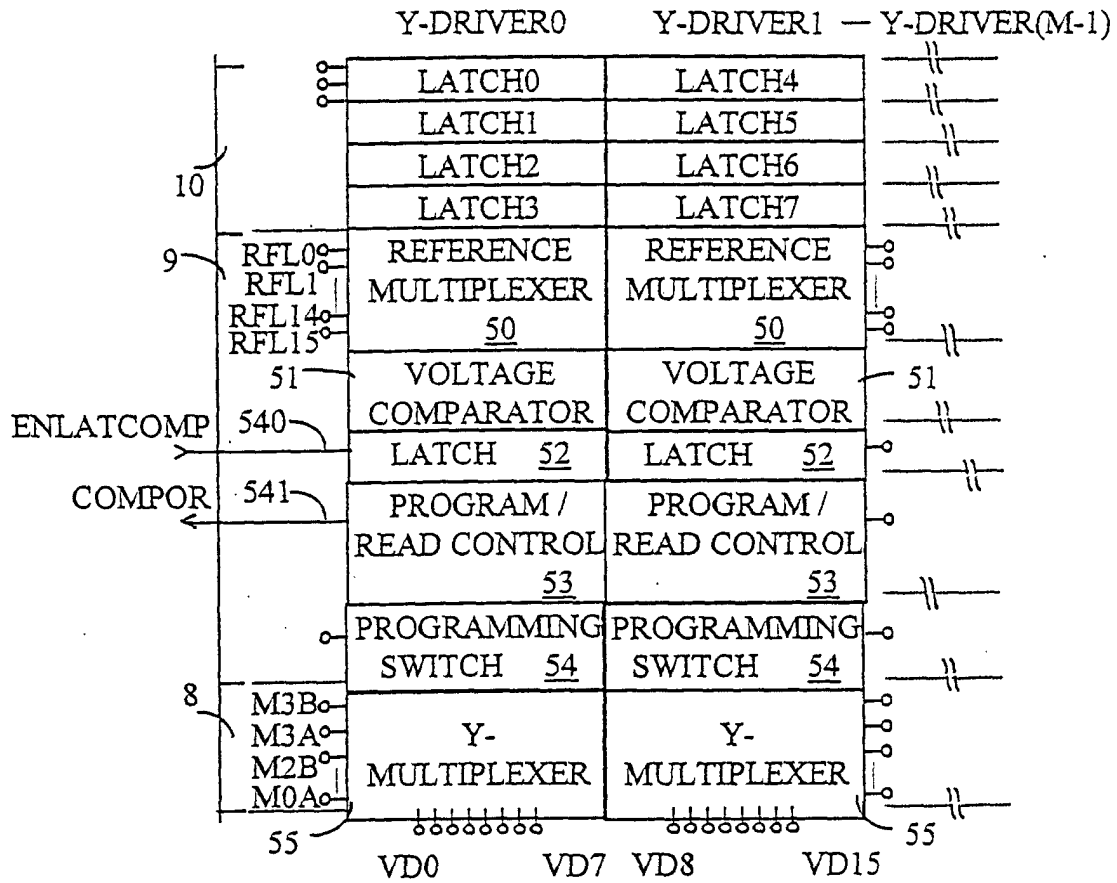 Y-DRIVER0 Y-DRIVER1 — Y-DRIVER(M-1)
LATCH0 LATCH4
LATCH1 LATCH5
10 LATCH2 LATCH6
LATCH3 LATCH7
9 RFL0 REFERENCE REFERENCE
RFL1 MULTIPLEXER MULTIPLEXER
RFL14 50 50
RFL15
51 VOLTAGE VOLTAGE 51
COMPARATOR COMPARATOR
ENLATCOMP 540 LATCH 52 LATCH 52
COMPOR 541 PROGRAM / PROGRAM /
READ CONTROL READ CONTROL
53 53
PROGRAMMING PROGRAMMING
SWITCH 54 SWITCH 54
8 M3B
M3A Y- Y-
M2B MULTIPLEXER MULTIPLEXER
M0A
55 55
VD0 VD7 VD8 VD15